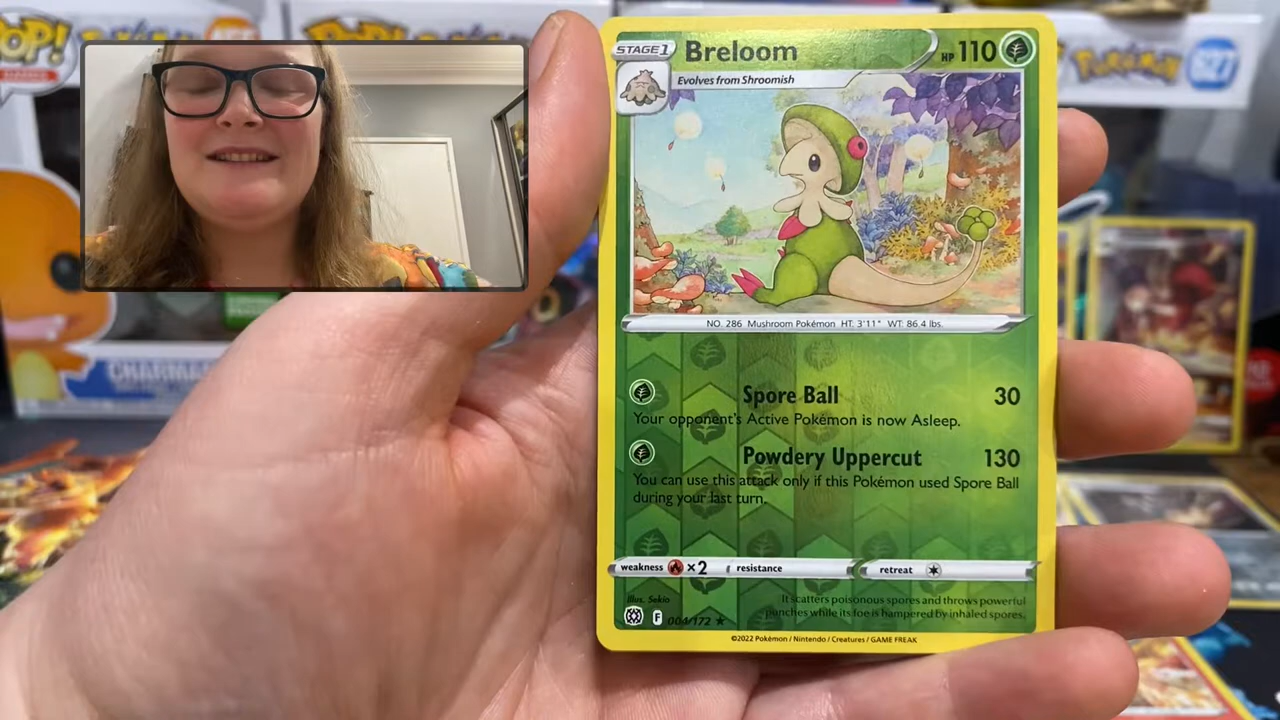 POP!
Pokémon
STAGE 1
Breloom
HP 110
Evolves from Shroomish
NO. 286 Mushroom Pokémon HT. 3'11" WT. 86.4 lbs.
Spore Ball 30
Your opponent's Active Pokémon is now Asleep.
Powdery Uppercut 130
You can use this attack only if this Pokémon used Spore Ball
during your last turn.
weakness ×2 resistance retreat
Illus. Sekio
It scatters poisonous spores and throws powerful
punches while its foe is hampered by inhaled spores.
F 004/172 ★
©2022 Pokémon / Nintendo / Creatures / GAME FREAK